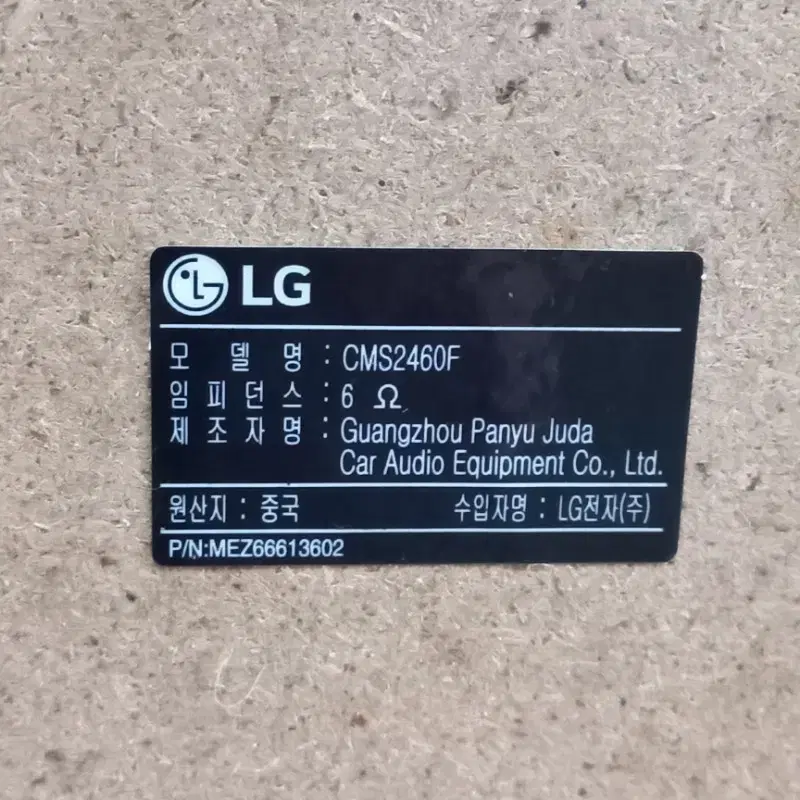 LG
모 델 명 : CMS2460F
임 피 던 스 : 6 Ω
제 조 자 명 : Guangzhou Panyu Juda
Car Audio Equipment Co., Ltd.
원산지 : 중국 수입자명 : LG전자(주)
P/N:MEZ66613602